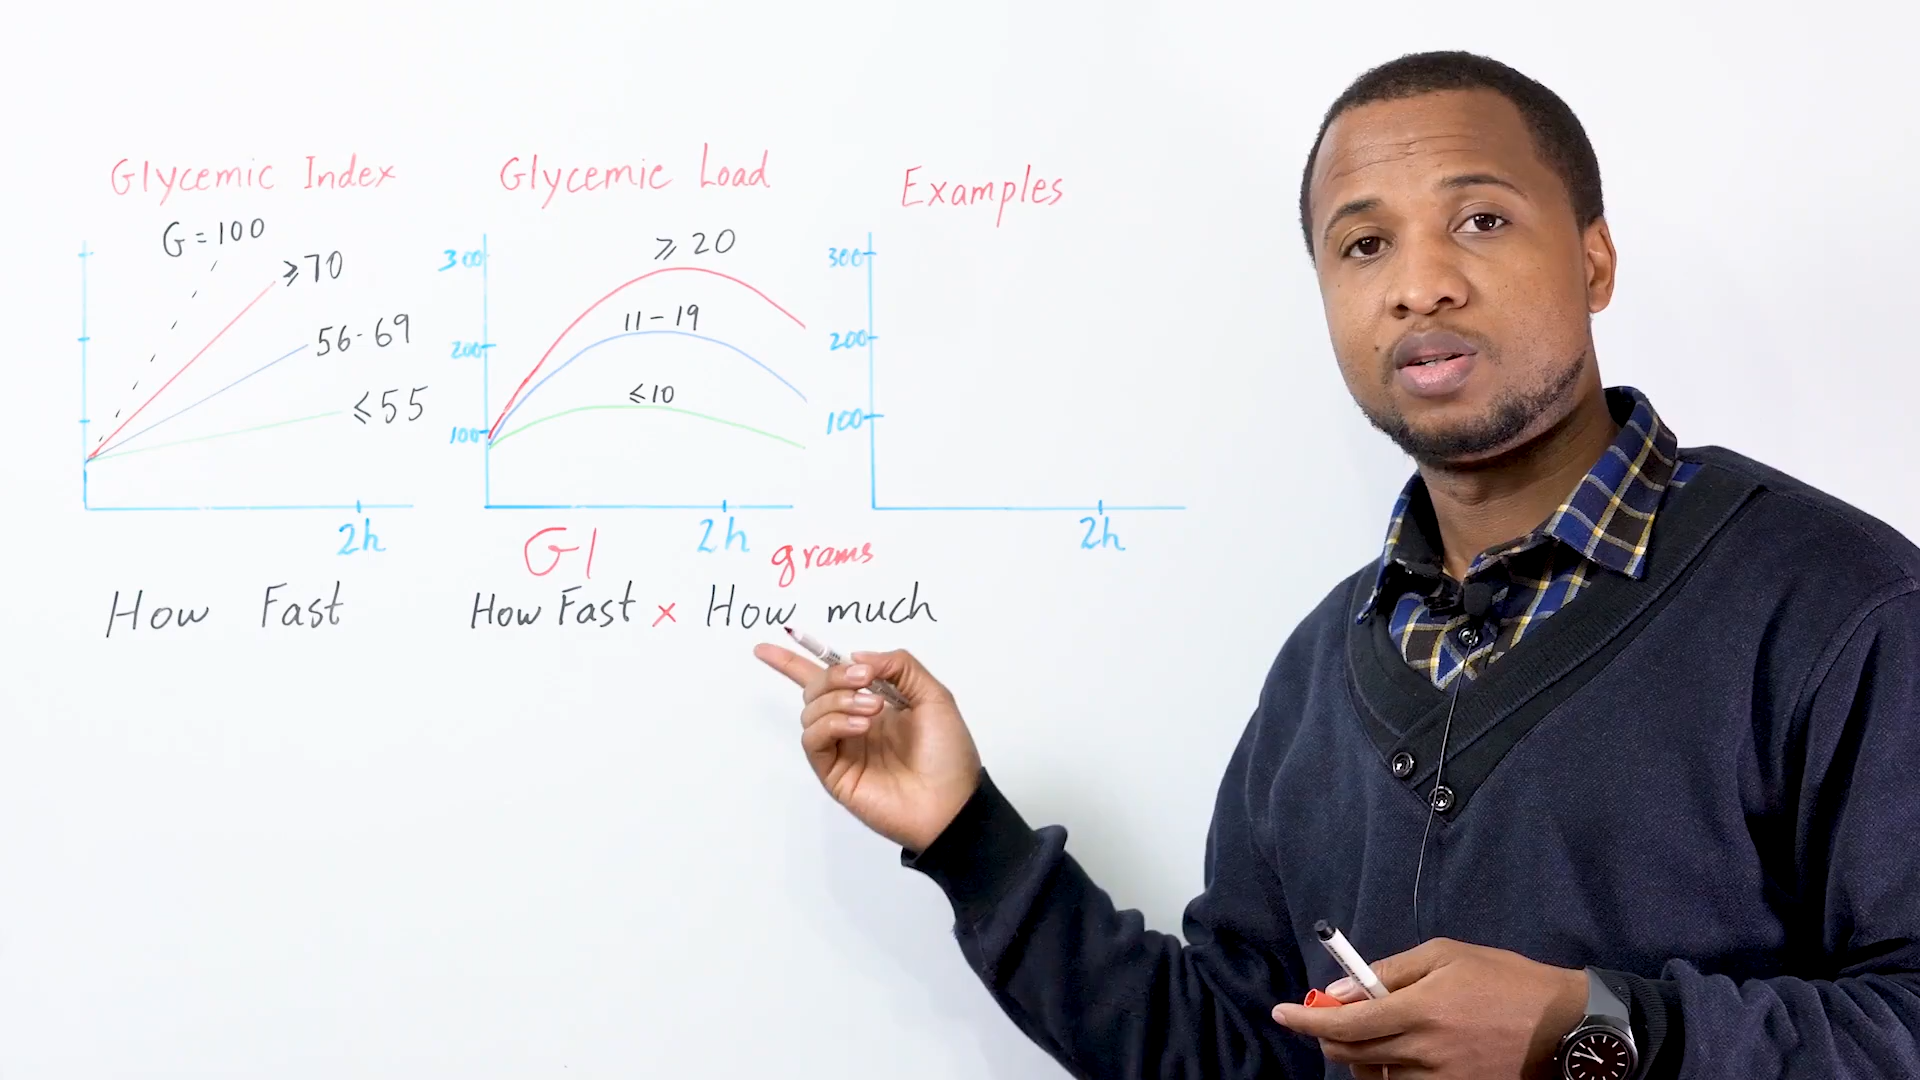 Glycemic Index
G = 100
⩾70
56-69
⩽55
2h
How Fast
Glycemic Load
300
200
100
⩾ 20
11-19
⩽10
2h
GI
grams
How Fast x How much
Examples
300
200
100
2h